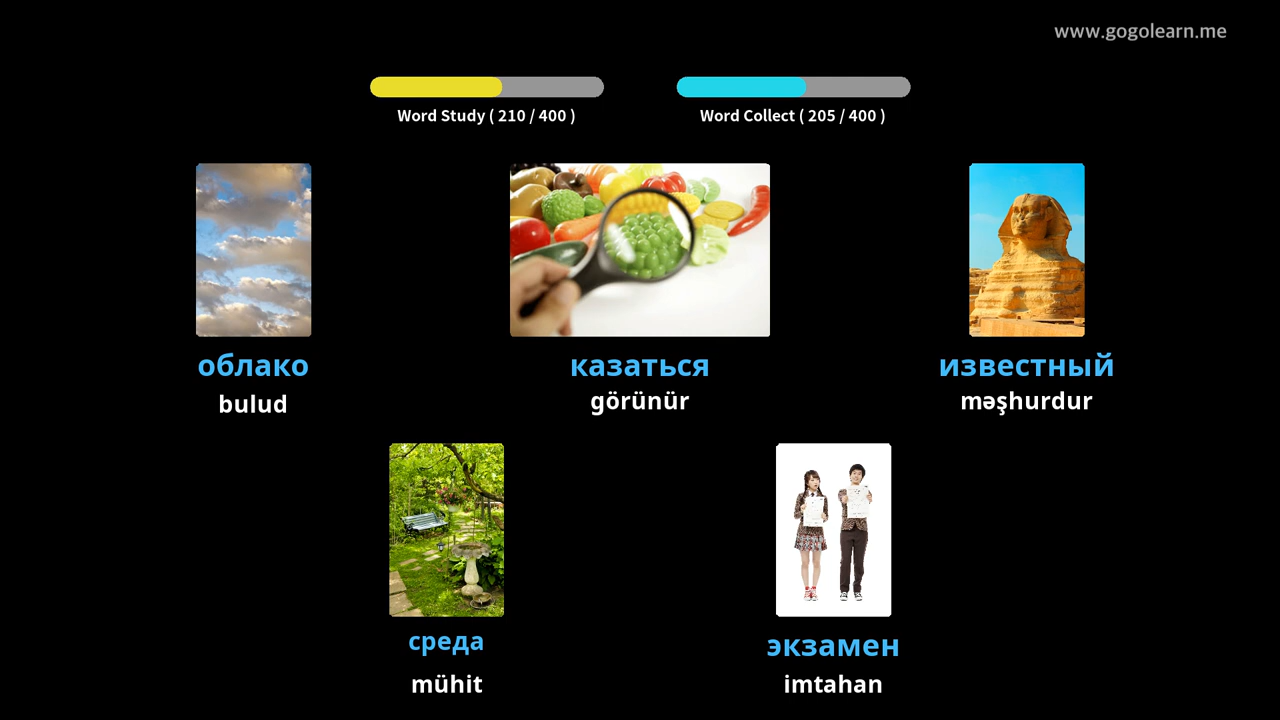 www.gogolearn.me
Word Study ( 210 / 400 )
Word Collect ( 205 / 400 )
облако
bulud
казаться
görünür
известный
məşhurdur
среда
mühit
экзамен
imtahan